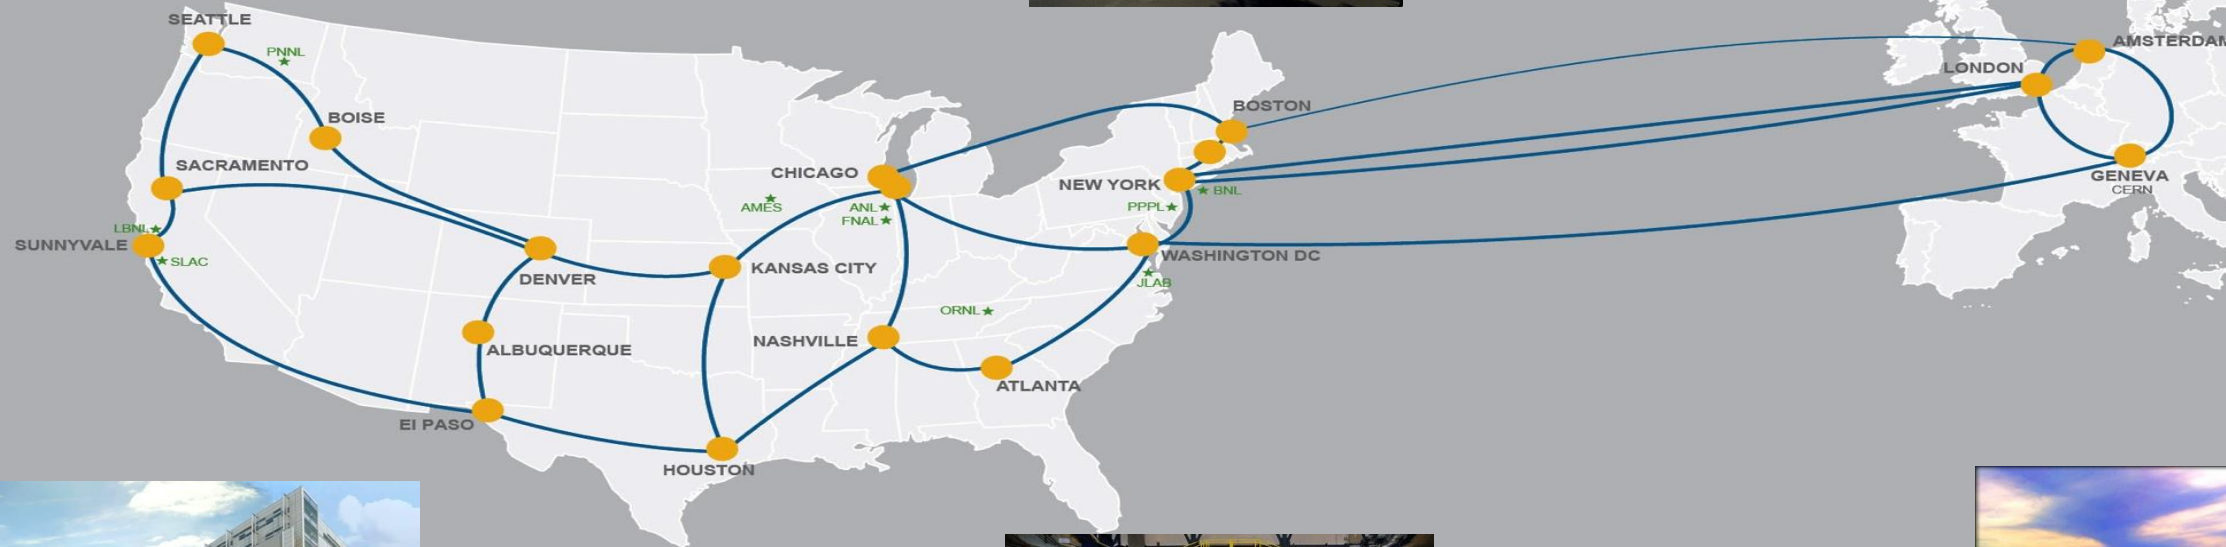 SEATTLE
PNNL
BOISE
SACRAMENTO
LBNL
SUNNYVALE
SLAC
DENVER
ALBUQUERQUE
El PASO
HOUSTON
KANSAS CITY
AMES
CHICAGO
ANL
FNAL
NASHVILLE
ORNL
ATLANTA
BOSTON
NEW YORK
BNL
PPPL
WASHINGTON DC
JLAB
AMSTERDAM
LONDON
GENEVA
CERN